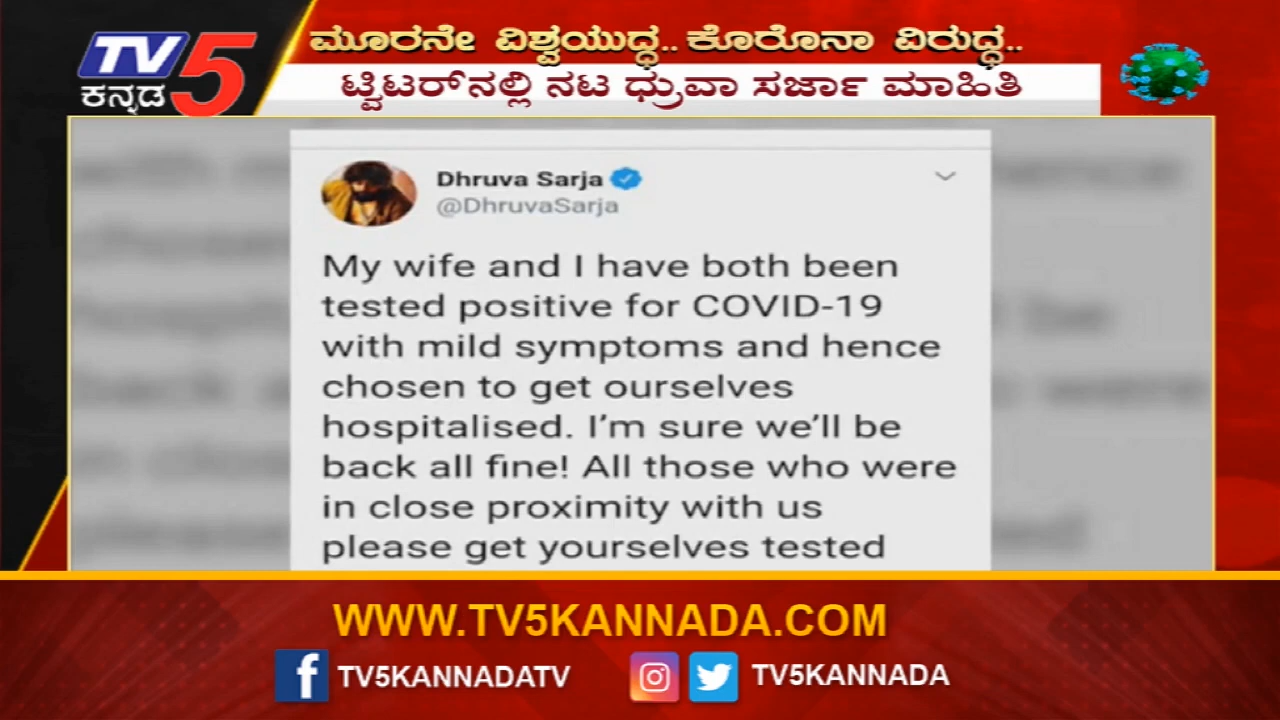 TV5
ಕನ್ನಡ
ಮೂರನೇ ವಿಶ್ವಯುದ್ಧ.. ಕೊರೊನಾ ವಿರುದ್ಧ..
ಟ್ವಿಟರ್‌ನಲ್ಲಿ ನಟ ಧ್ರುವಾ ಸರ್ಜಾ ಮಾಹಿತಿ
Dhruva Sarja
@DhruvaSarja
My wife and I have both been
tested positive for COVID-19
with mild symptoms and hence
chosen to get ourselves
hospitalised. I’m sure we’ll be
back all fine! All those who were
in close proximity with us
please get yourselves tested
WWW.TV5KANNADA.COM
TV5KANNADATV
TV5KANNADA